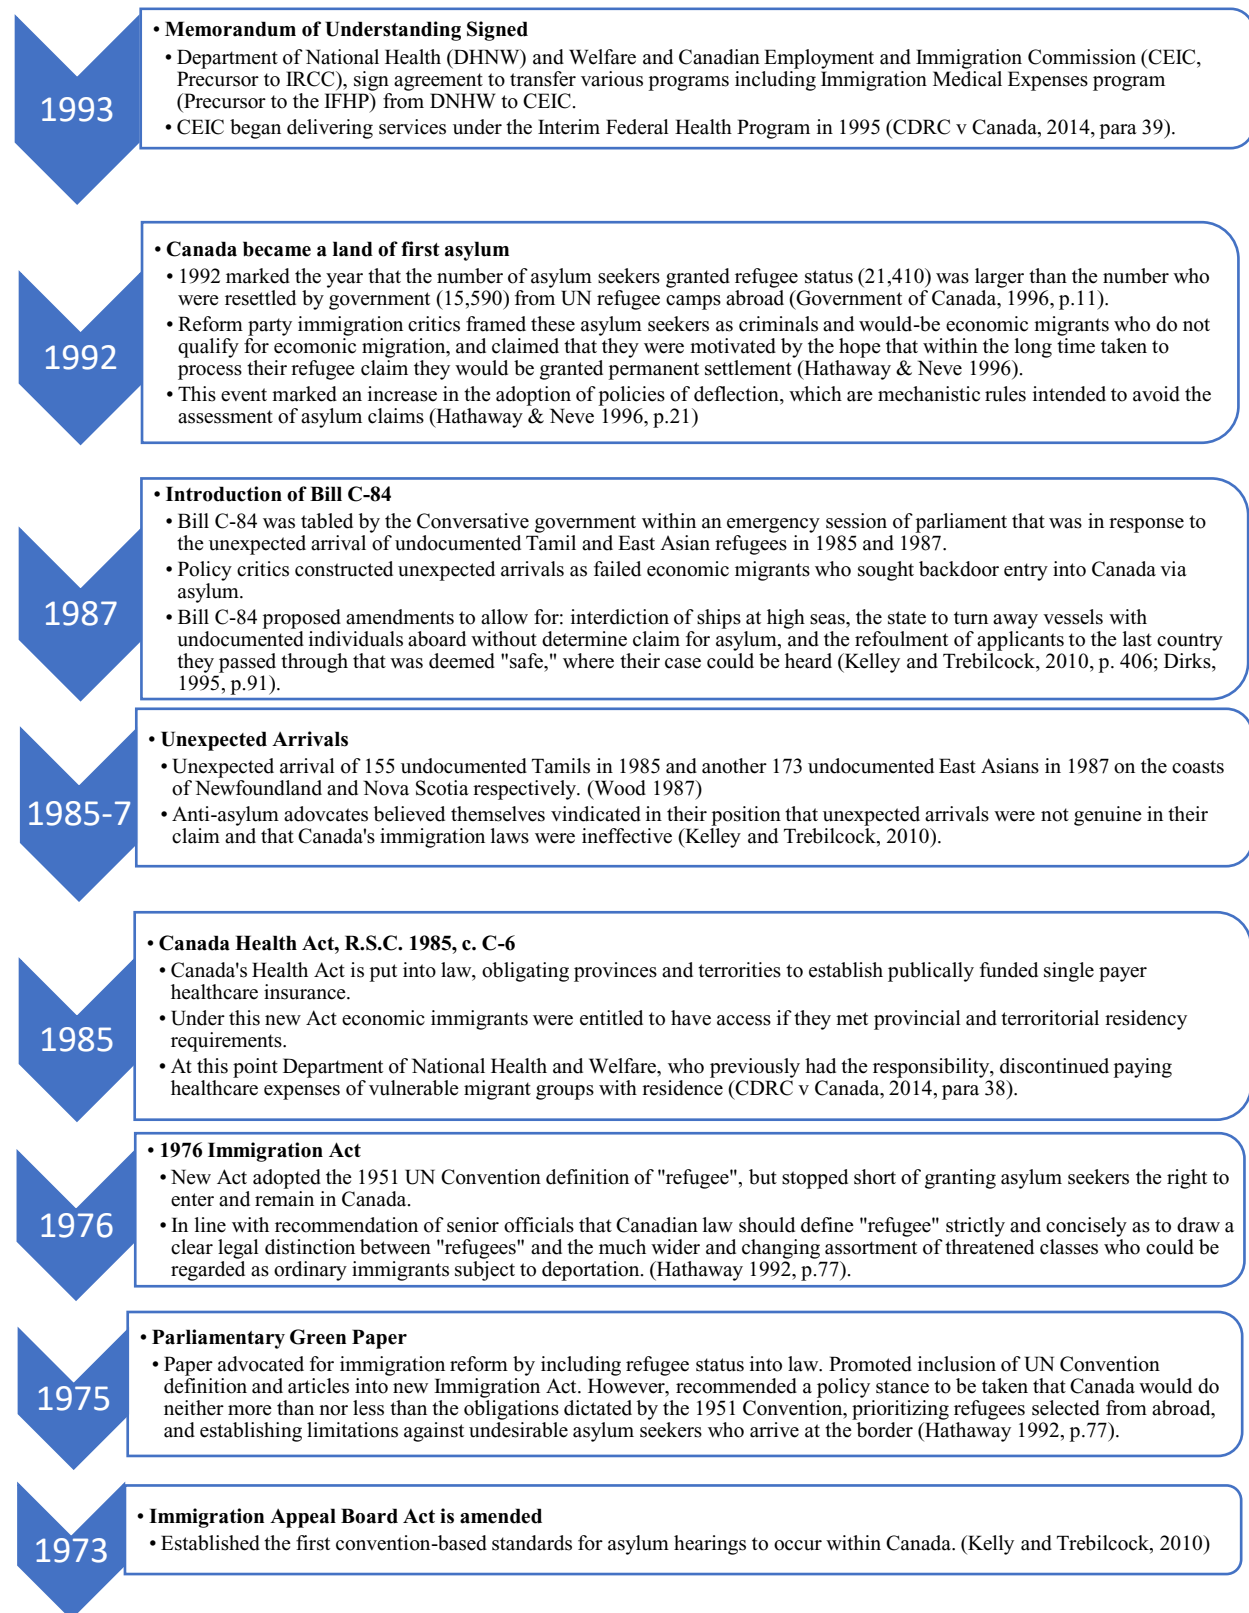 1993
• Memorandum of Understanding Signed
• Department of National Health (DHNW) and Welfare and Canadian Employment and Immigration Commission (CEIC,
Precursor to IRCC), sign agreement to transfer various programs including Immigration Medical Expenses program
(Precursor to the IFHP) from DNHW to CEIC.
• CEIC began delivering services under the Interim Federal Health Program in 1995 (CDRC v Canada, 2014, para 39).
1992
• Canada became a land of first asylum
• 1992 marked the year that the number of asylum seekers granted refugee status (21,410) was larger than the number who
were resettled by government (15,590) from UN refugee camps abroad (Government of Canada, 1996, p.11).
• Reform party immigration critics framed these asylum seekers as criminals and would-be economic migrants who do not
qualify for ecomonic migration, and claimed that they were motivated by the hope that within the long time taken to
process their refugee claim they would be granted permanent settlement (Hathaway & Neve 1996).
• This event marked an increase in the adoption of policies of deflection, which are mechanistic rules intended to avoid the
assessment of asylum claims (Hathaway & Neve 1996, p.21)
1987
• Introduction of Bill C-84
• Bill C-84 was tabled by the Conversative government within an emergency session of parliament that was in response to
the unexpected arrival of undocumented Tamil and East Asian refugees in 1985 and 1987.
• Policy critics constructed unexpected arrivals as failed economic migrants who sought backdoor entry into Canada via
asylum.
• Bill C-84 proposed amendments to allow for: interdiction of ships at high seas, the state to turn away vessels with
undocumented individuals aboard without determine claim for asylum, and the refoulment of applicants to the last country
they passed through that was deemed "safe," where their case could be heard (Kelley and Trebilcock, 2010, p. 406; Dirks,
1995, p.91).
1985-7
• Unexpected Arrivals
• Unexpected arrival of 155 undocumented Tamils in 1985 and another 173 undocumented East Asians in 1987 on the coasts
of Newfoundland and Nova Scotia respectively. (Wood 1987)
• Anti-asylum adovcates believed themselves vindicated in their position that unexpected arrivals were not genuine in their
claim and that Canada's immigration laws were ineffective (Kelley and Trebilcock, 2010).
1985
• Canada Health Act, R.S.C. 1985, c. C-6
• Canada's Health Act is put into law, obligating provinces and terrorities to establish publically funded single payer
healthcare insurance.
• Under this new Act economic immigrants were entitled to have access if they met provincial and terroritorial residency
requirements.
• At this point Department of National Health and Welfare, who previously had the responsibility, discontinued paying
healthcare expenses of vulnerable migrant groups with residence (CDRC v Canada, 2014, para 38).
1976
• 1976 Immigration Act
• New Act adopted the 1951 UN Convention definition of "refugee", but stopped short of granting asylum seekers the right to
enter and remain in Canada.
• In line with recommendation of senior officials that Canadian law should define "refugee" strictly and concisely as to draw a
clear legal distinction between "refugees" and the much wider and changing assortment of threatened classes who could be
regarded as ordinary immigrants subject to deportation. (Hathaway 1992, p.77).
1975
• Parliamentary Green Paper
• Paper advocated for immigration reform by including refugee status into law. Promoted inclusion of UN Convention
definition and articles into new Immigration Act. However, recommended a policy stance to be taken that Canada would do
neither more than nor less than the obligations dictated by the 1951 Convention, prioritizing refugees selected from abroad,
and establishing limitations against undesirable asylum seekers who arrive at the border (Hathaway 1992, p.77).
1973
• Immigration Appeal Board Act is amended
• Established the first convention-based standards for asylum hearings to occur within Canada. (Kelly and Trebilcock, 2010)